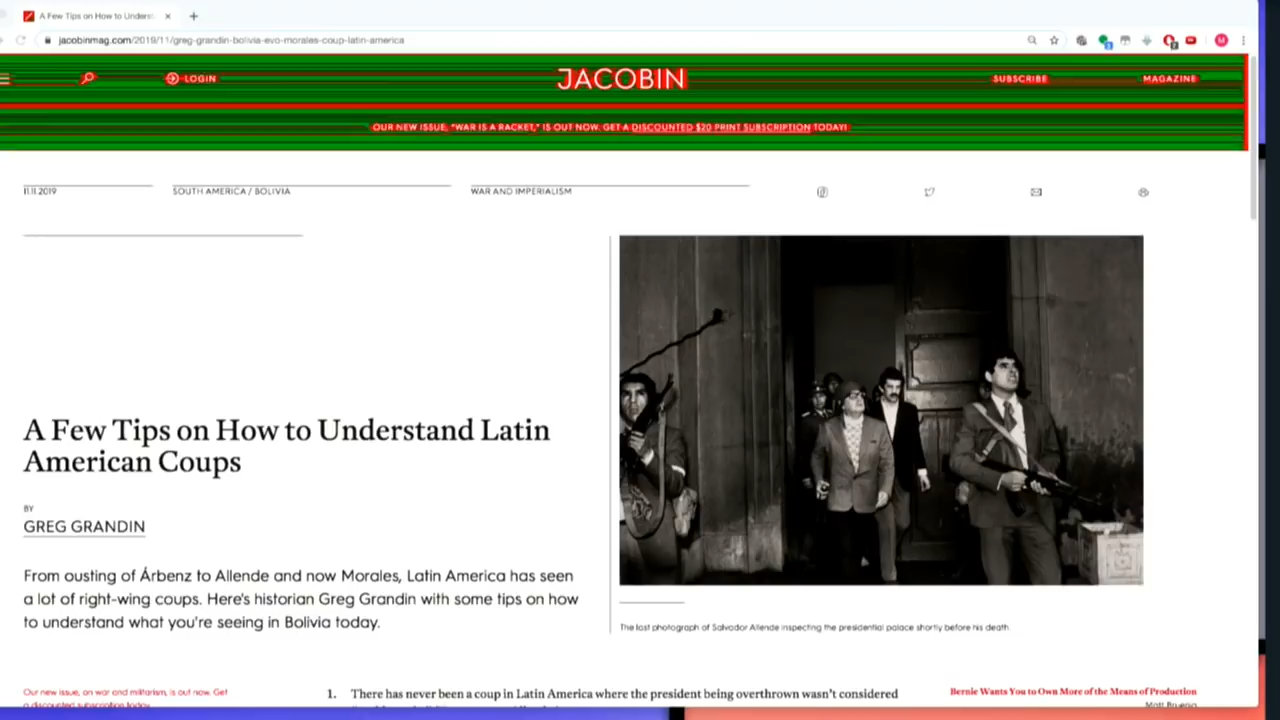 A Few Tips on How to Underst
jacobinmag.com/2019/11/greg-grandin-bolivia-evo-morales-coup-latin-america
LOGIN
JACOBIN
SUBSCRIBE
MAGAZINE
OUR NEW ISSUE, "WAR IS A RACKET," IS OUT NOW. GET A DISCOUNTED $20 PRINT SUBSCRIPTION TODAY!
11.11.2019
SOUTH AMERICA / BOLIVIA
WAR AND IMPERIALISM
A Few Tips on How to Understand Latin
American Coups
BY
GREG GRANDIN
From ousting of Árbenz to Allende and now Morales, Latin America has seen
a lot of right-wing coups. Here's historian Greg Grandin with some tips on how
to understand what you're seeing in Bolivia today.
The last photograph of Salvador Allende inspecting the presidential palace shortly before his death.
Our new issue, on war and militarism, is out now. Get
a discounted subscription today.
1. There has never been a coup in Latin America where the president being overthrown wasn't considered
Bernie Wants You to Own More of the Means of Production
Matt Bruenig